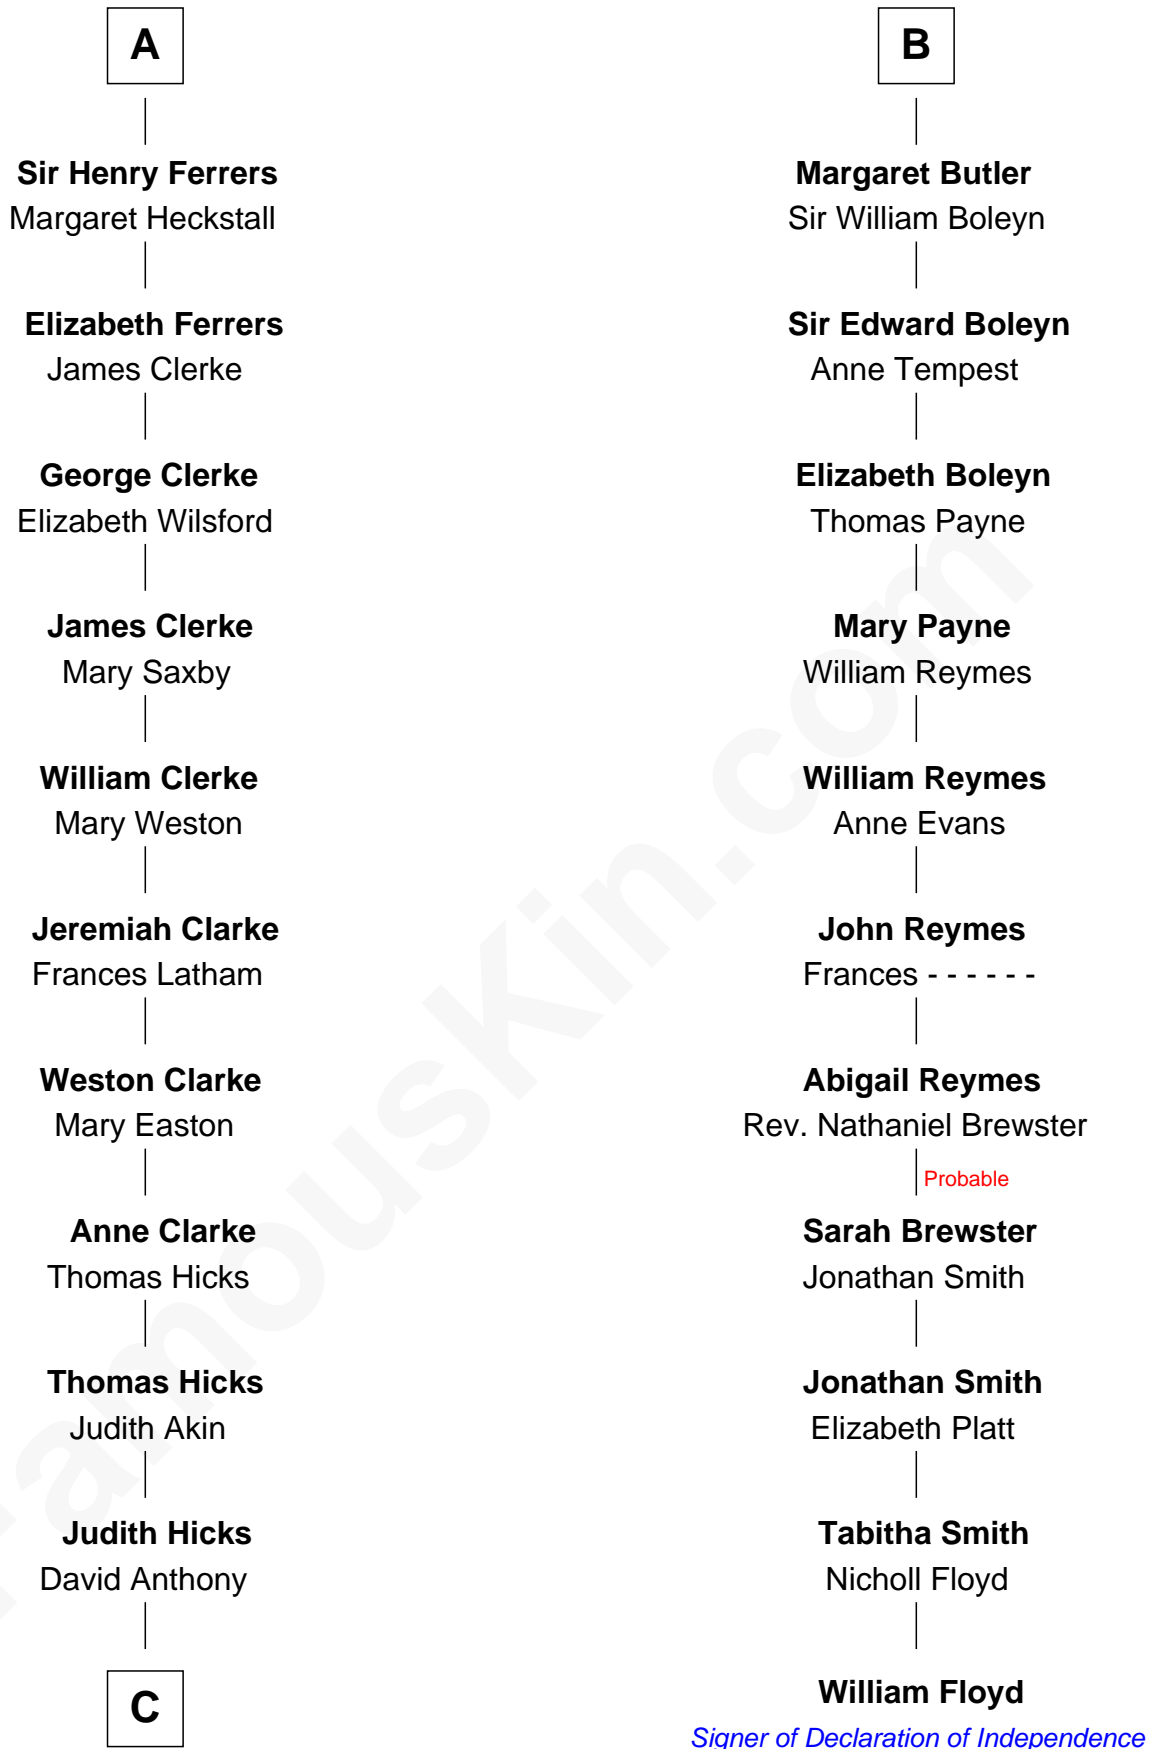 A
Sir Henry Ferrers
Margaret Heckstall
Elizabeth Ferrers
James Clerke
George Clerke
Elizabeth Wilsford
James Clerke
Mary Saxby
William Clerke
Mary Weston
Jeremiah Clarke
Frances Latham
Weston Clarke
Mary Easton
Anne Clarke
Thomas Hicks
Thomas Hicks
Judith Akin
Judith Hicks
David Anthony
C
B
Margaret Butler
Sir William Boleyn
Sir Edward Boleyn
Anne Tempest
Elizabeth Boleyn
Thomas Payne
Mary Payne
William Reymes
William Reymes
Anne Evans
John Reymes
Frances - - - - - -
Abigail Reymes
Rev. Nathaniel Brewster
Probable
Sarah Brewster
Jonathan Smith
Jonathan Smith
Elizabeth Platt
Tabitha Smith
Nicholl Floyd
William Floyd
Signer of Declaration of Independence
FamousKin.com